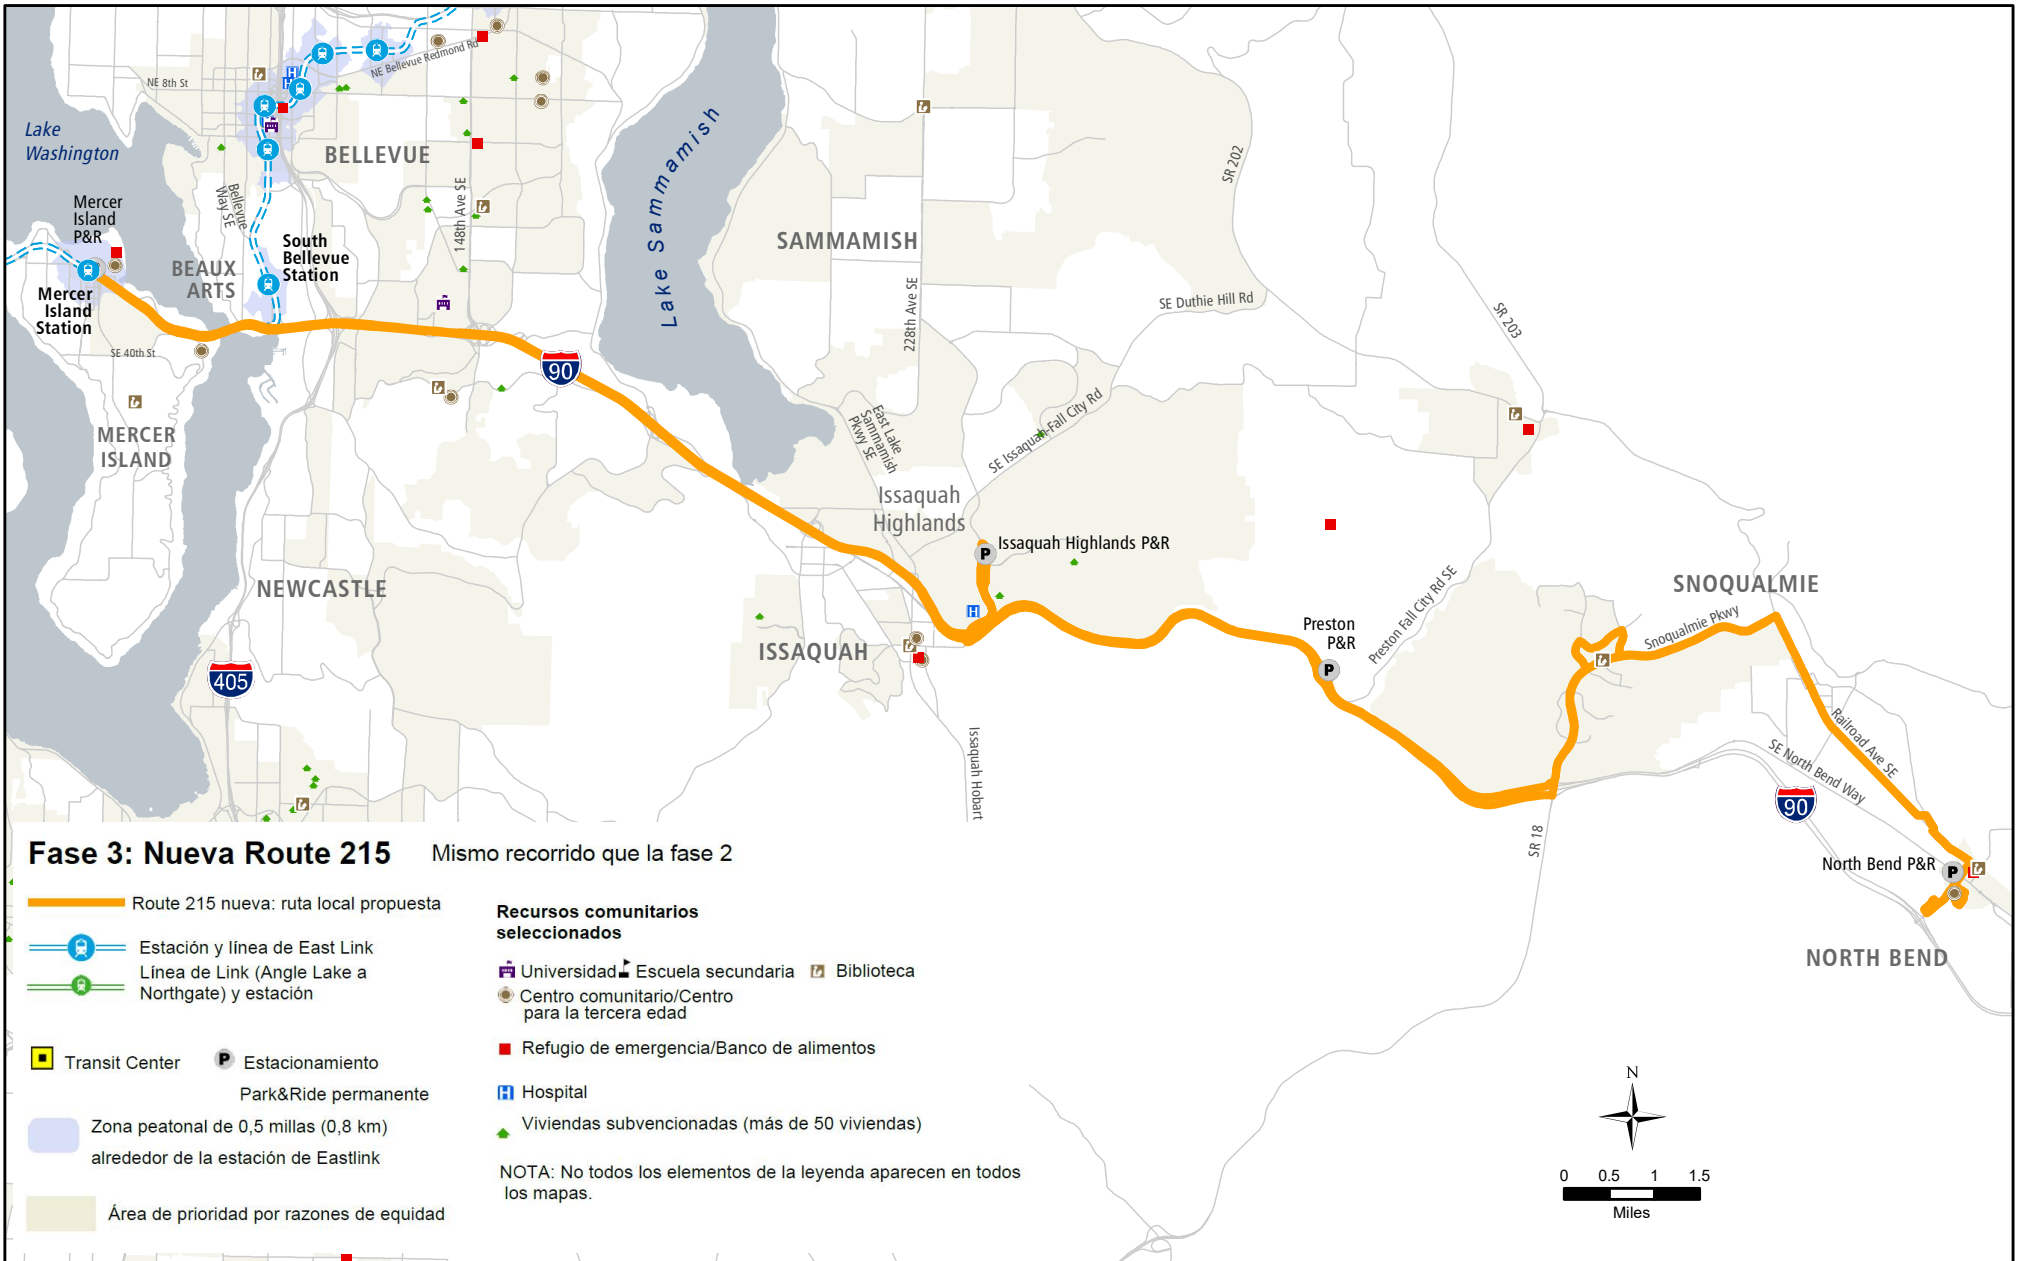 NE Bellevue Redmond Rd
NE 8th St
Lake
Washington
BELLEVUE
Lake Sammamish
SR 202
Mercer
Island
P&R
Bellevue
Way SE
148th Ave SE
SAMMAMISH
South
Bellevue
Station
BEAUX
ARTS
Mercer
Island
Station
228th Ave SE
SE Duthie Hill Rd
SR 203
SE 40th St
90
MERCER
ISLAND
East Lake
Sammamish
Pkwy SE
SE Issaquah-Fall City Rd
Issaquah
Highlands
Issaquah Highlands P&R
P
H
NEWCASTLE
SNOQUALMIE
Preston Fall City Rd SE
Snoqualmie Pkwy
Preston
P&R
P
ISSAQUAH
405
Issaquah Hobart
Railroad Ave SE
SE North Bend Way
90
SR 18
North Bend P&R
P
NORTH BEND
Fase 3: Nueva Route 215
Mismo recorrido que la fase 2
Route 215 nueva: ruta local propuesta
Estación y línea de East Link
Línea de Link (Angle Lake a
Northgate) y estación
Transit Center
P
Estacionamiento
Park&Ride permanente
Zona peatonal de 0,5 millas (0,8 km)
alrededor de la estación de Eastlink
Área de prioridad por razones de equidad
Recursos comunitarios
seleccionados
Universidad
Escuela secundaria
Biblioteca
Centro comunitario/Centro
para la tercera edad
Refugio de emergencia/Banco de alimentos
H Hospital
Viviendas subvencionadas (más de 50 viviendas)
NOTA: No todos los elementos de la leyenda aparecen en todos
los mapas.
N
0 0.5 1 1.5
Miles